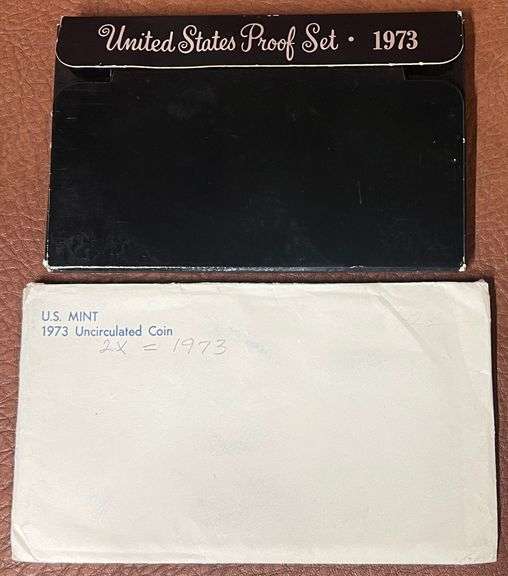 United States Proof Set • 1973
U.S. MINT
1973 Uncirculated Coin
2X = 1973